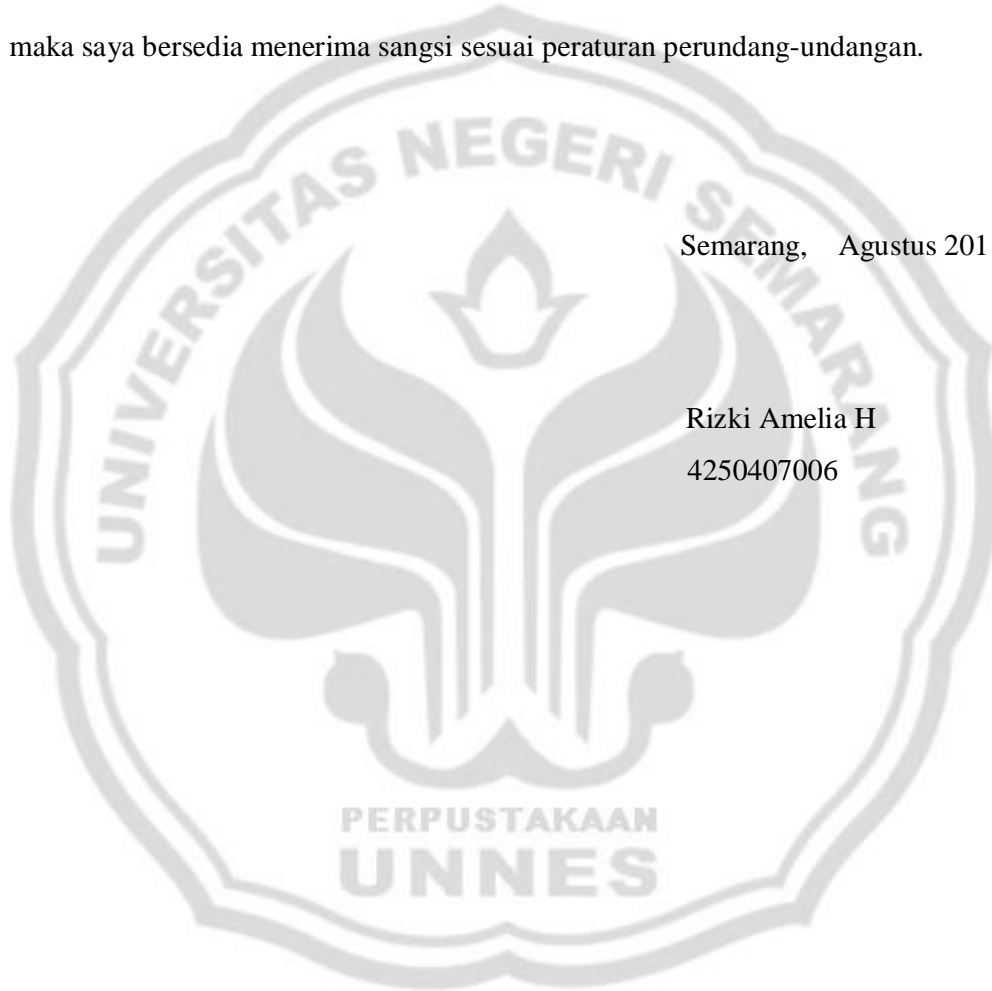 maka saya bersedia menerima sangsi sesuai peraturan perundang-undangan.
UNIVERSITAS NEGERI SEMARANG
Semarang, Agustus 201
Rizki Amelia H
4250407006
PERPUSTAKAAN
UNNES